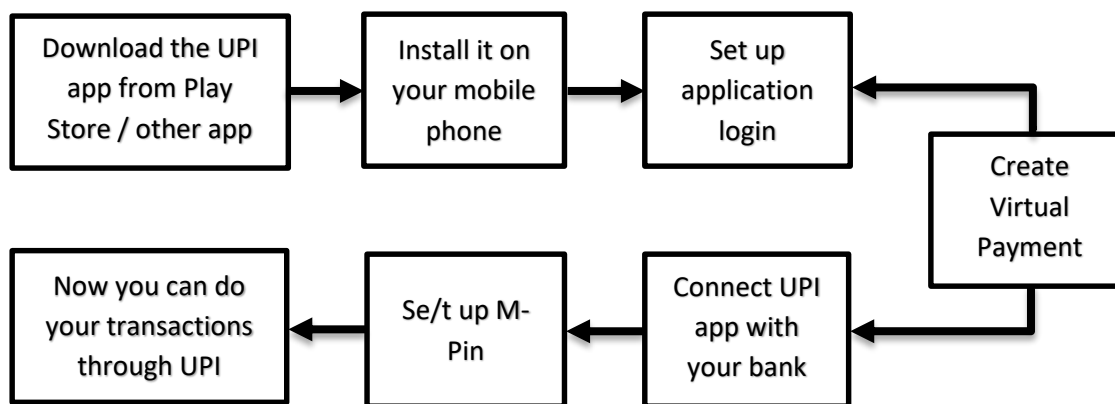 Download the UPI
app from Play
Store / other app
Install it on
your mobile
phone
Set up
application
login
Create
Virtual
Payment
Connect UPI
app with
your bank
Se/t up M-
Pin
Now you can do
your transactions
through UPI